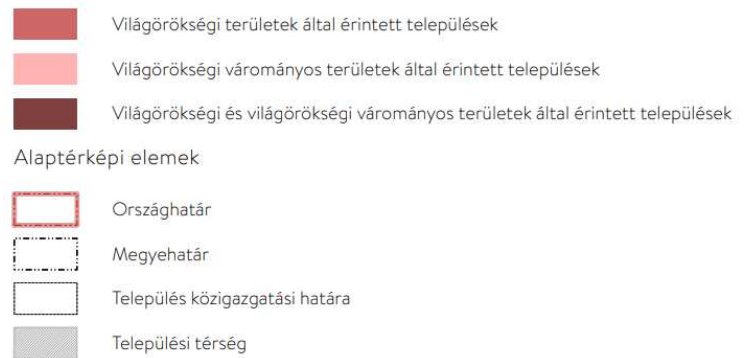 Világörökségi területek által érintett települések
Világörökségi várományos területek által érintett települések
Világörökségi és világörökségi várományos területek által érintett települések
Alaptérképi elemek
Országhatár
Megyehatár
Település közigazgatási határa
Települési térség